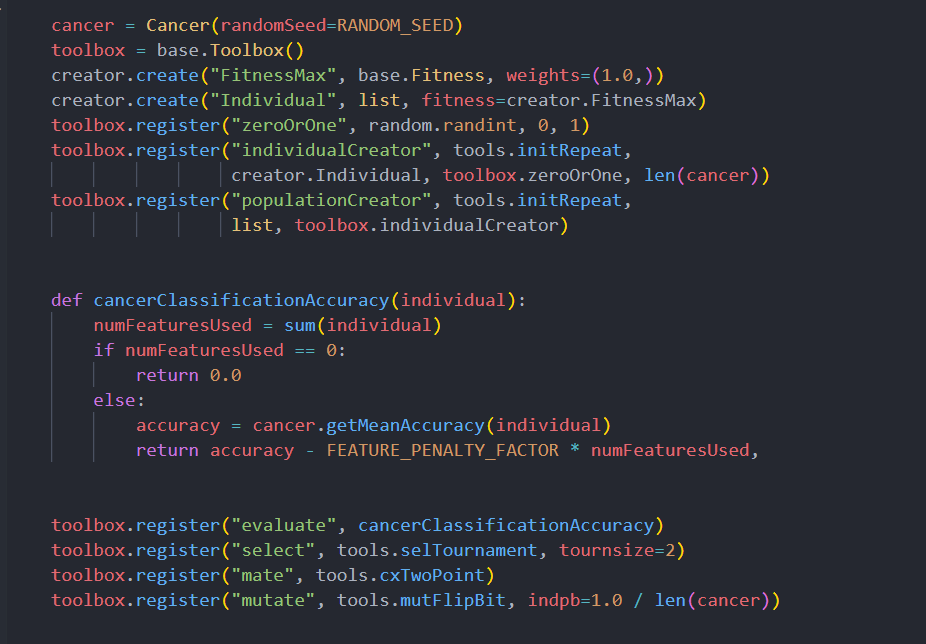 cancer = Cancer(randomSeed=RANDOM_SEED)
toolbox = base.Toolbox()
creator.create("FitnessMax", base.Fitness, weights=(1.0,))
creator.create("Individual", list, fitness=creator.FitnessMax)
toolbox.register("zeroOrOne", random.randint, 0, 1)
toolbox.register("individualCreator", tools.initRepeat,
                 creator.Individual, toolbox.zeroOrOne, len(cancer))
toolbox.register("populationCreator", tools.initRepeat,
                 list, toolbox.individualCreator)
def cancerClassificationAccuracy(individual):
    numFeaturesUsed = sum(individual)
    if numFeaturesUsed == 0:
        return 0.0
    else:
        accuracy = cancer.getMeanAccuracy(individual)
        return accuracy - FEATURE_PENALTY_FACTOR * numFeaturesUsed,
toolbox.register("evaluate", cancerClassificationAccuracy)
toolbox.register("select", tools.selTournament, tournsize=2)
toolbox.register("mate", tools.cxTwoPoint)
toolbox.register("mutate", tools.mutFlipBit, indpb=1.0 / len(cancer))